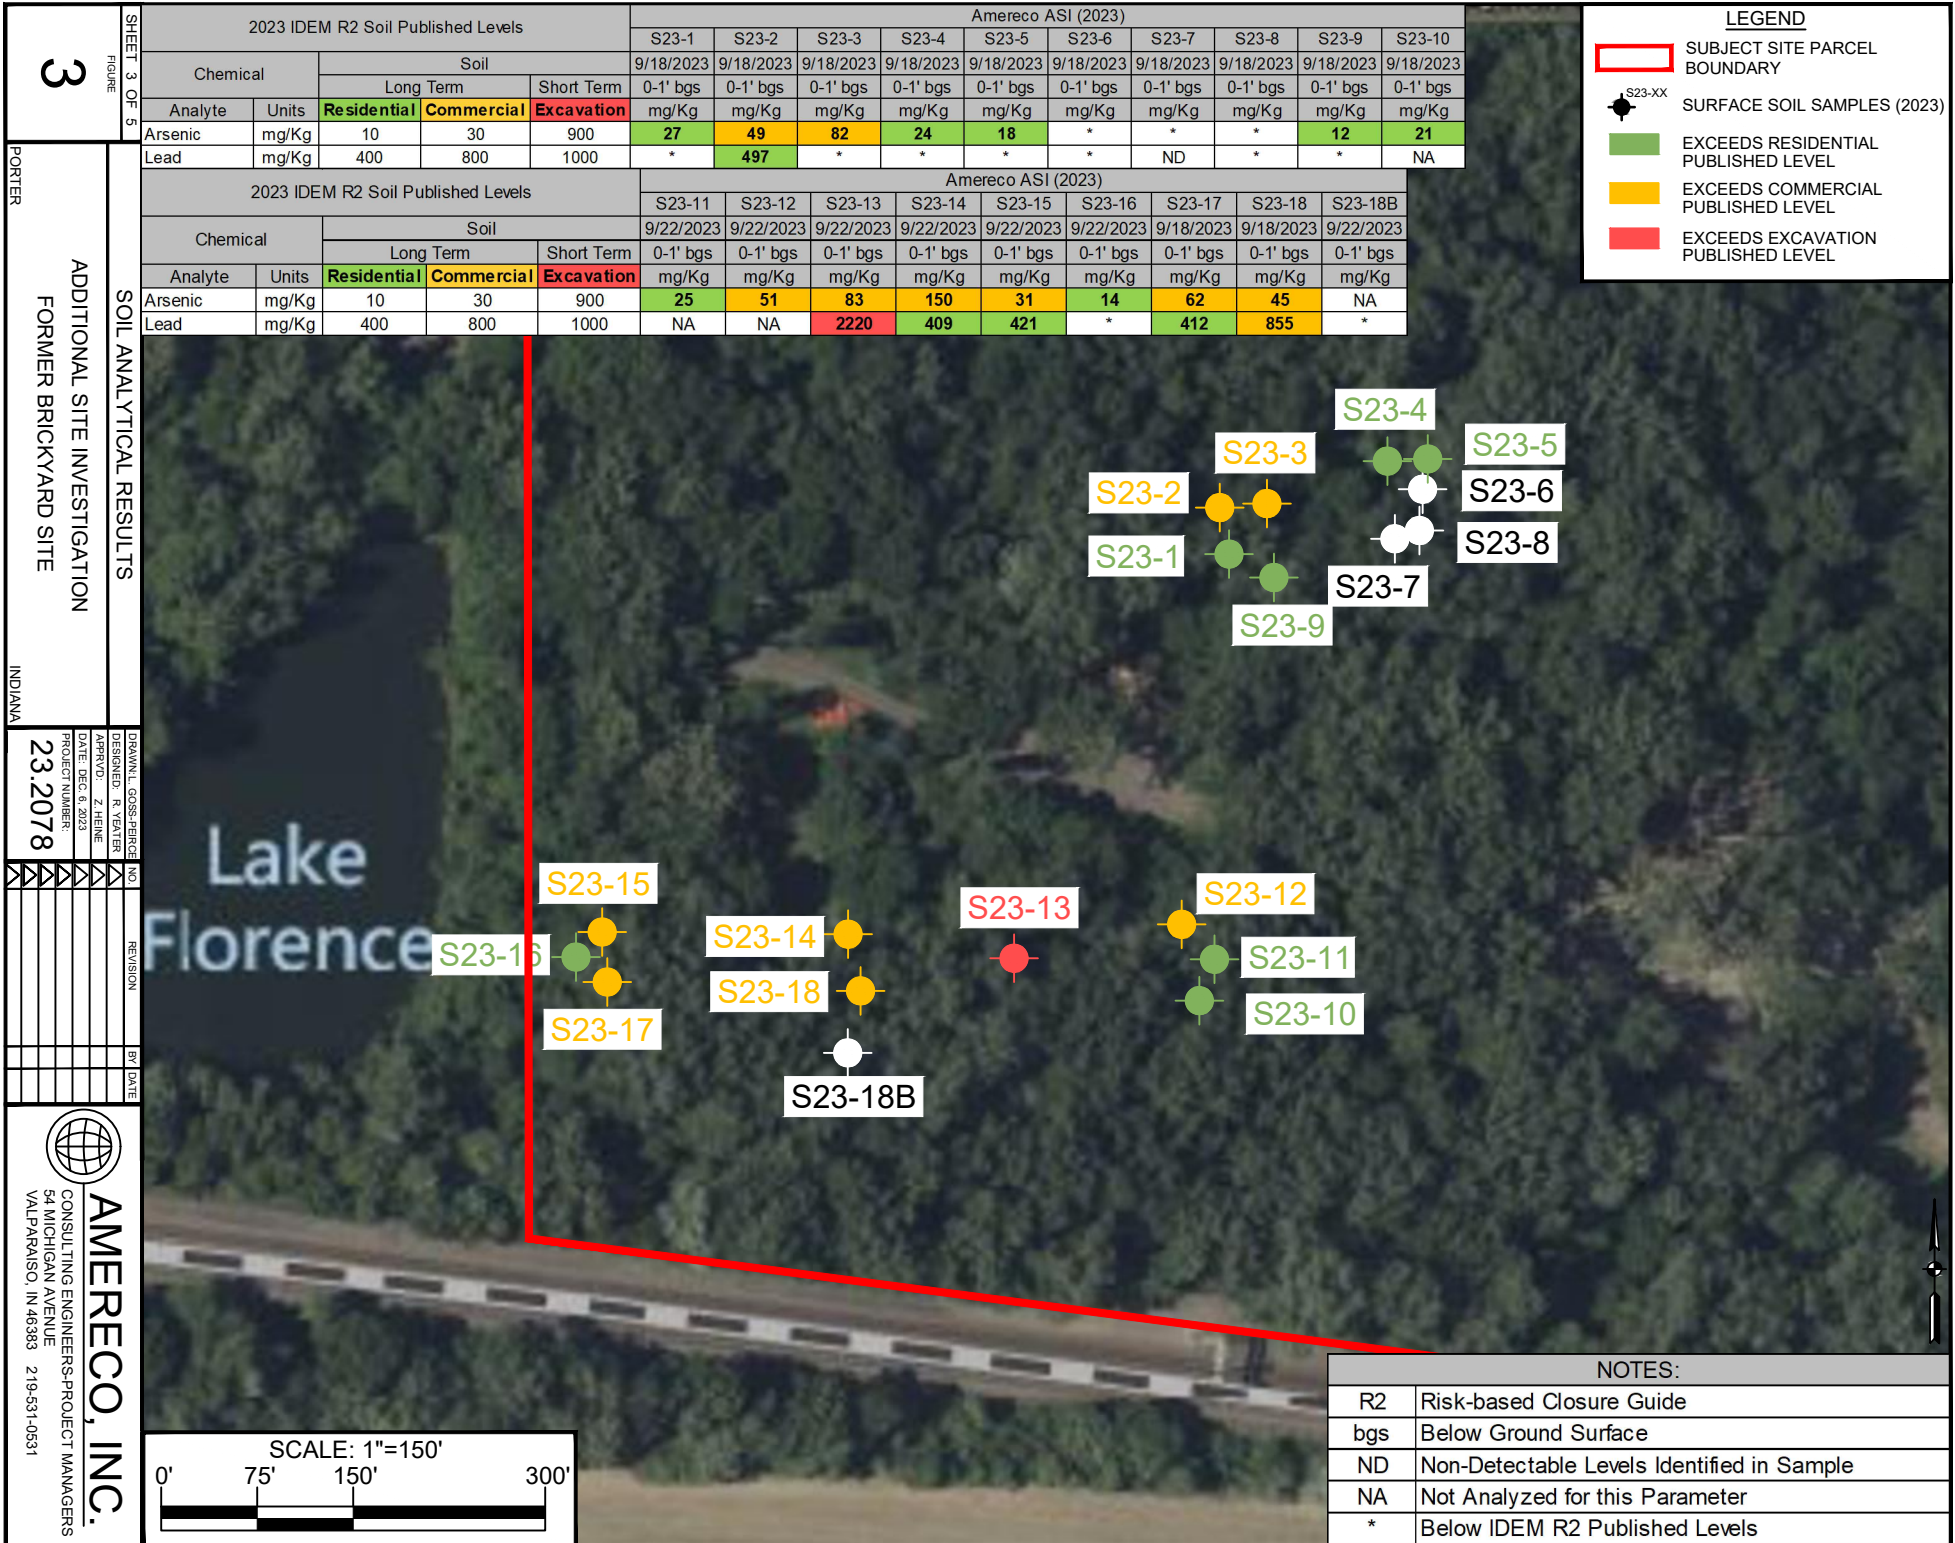 2023 IDEM R2 Soil Published Levels
Amereco ASI (2023)
S23-1 S23-2 S23-3 S23-4 S23-5 S23-6 S23-7 S23-8 S23-9 S23-10
Chemical Soil 9/18/2023 9/18/2023 9/18/2023 9/18/2023 9/18/2023 9/18/2023 9/18/2023 9/18/2023 9/18/2023 9/18/2023
Long Term Short Term 0-1' bgs 0-1' bgs 0-1' bgs 0-1' bgs 0-1' bgs 0-1' bgs 0-1' bgs 0-1' bgs 0-1' bgs 0-1' bgs
Analyte Units Residential Commercial Excavation mg/Kg mg/Kg mg/Kg mg/Kg mg/Kg mg/Kg mg/Kg mg/Kg mg/Kg mg/Kg
Arsenic mg/Kg 10 30 900 27 49 82 24 18 * * * 12 21
Lead mg/Kg 400 800 1000 * 497 * * * * ND * * NA
2023 IDEM R2 Soil Published Levels
Amereco ASI (2023)
S23-11 S23-12 S23-13 S23-14 S23-15 S23-16 S23-17 S23-18 S23-18B
Chemical Soil 9/22/2023 9/22/2023 9/22/2023 9/22/2023 9/22/2023 9/22/2023 9/18/2023 9/18/2023 9/22/2023
Long Term Short Term 0-1' bgs 0-1' bgs 0-1' bgs 0-1' bgs 0-1' bgs 0-1' bgs 0-1' bgs 0-1' bgs 0-1' bgs
Analyte Units Residential Commercial Excavation mg/Kg mg/Kg mg/Kg mg/Kg mg/Kg mg/Kg mg/Kg mg/Kg mg/Kg
Arsenic mg/Kg 10 30 900 25 51 83 150 31 14 62 45 NA
Lead mg/Kg 400 800 1000 NA NA 2220 409 421 * 412 855 *
LEGEND
SUBJECT SITE PARCEL
BOUNDARY
S23-XX
SURFACE SOIL SAMPLES (2023)
EXCEEDS RESIDENTIAL
PUBLISHED LEVEL
EXCEEDS COMMERCIAL
PUBLISHED LEVEL
EXCEEDS EXCAVATION
PUBLISHED LEVEL
S23-4
S23-3
S23-5
S23-2
S23-6
S23-1
S23-8
S23-7
S23-9
Lake
Florence
S23-15
S23-12
S23-13
S23-14
S23-16
S23-11
S23-18
S23-10
S23-17
S23-18B
SCALE: 1"=150'
0' 75' 150' 300'
NOTES:
R2 Risk-based Closure Guide
bgs Below Ground Surface
ND Non-Detectable Levels Identified in Sample
NA Not Analyzed for this Parameter
* Below IDEM R2 Published Levels
SHEET 3 OF 5
FIGURE
3
SOIL ANALYTICAL RESULTS
ADDITIONAL SITE INVESTIGATION
FORMER BRICKYARD SITE
PORTER INDIANA
DRAWN: L. GOSS-PEIRCE
DESIGNED: R. YEATER
APPRV'D: Z. HEINE
DATE: DEC. 6, 2023
PROJECT NUMBER:
23.2078
NO. REVISION BY DATE
AMERECO, INC.
CONSULTING ENGINEERS-PROJECT MANAGERS
54 MICHIGAN AVENUE
VALPARAISO, IN 46383 219-531-0531